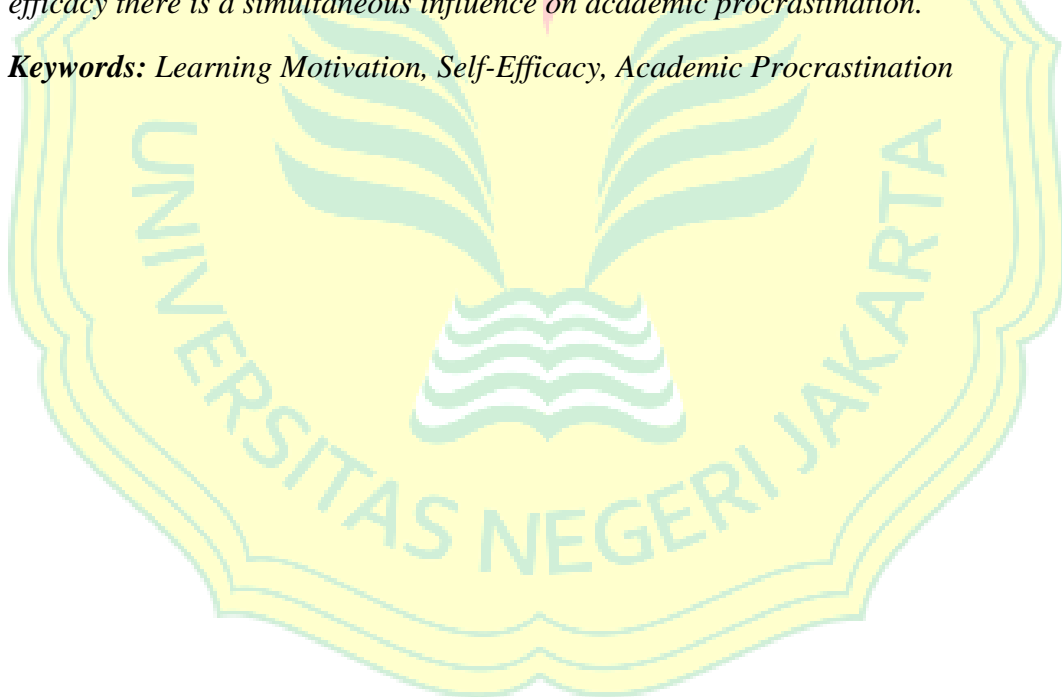 efficacy there is a simultaneous influence on academic procrastination.
Keywords: Learning Motivation, Self-Efficacy, Academic Procrastination
UNIVERSITAS NEGERI JAKARTA